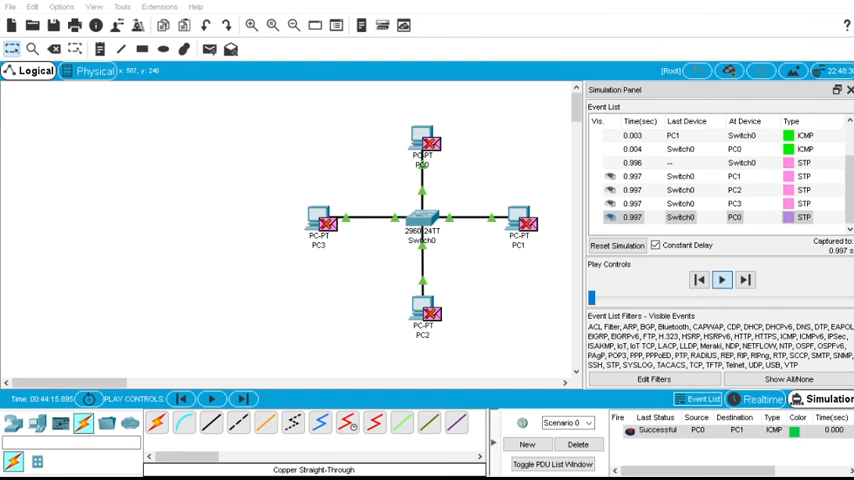 File Edit Options View Tools Extensions Help
?
Logical Physical x: 587, y: 240 [Root] 22:48:3
Simulation Panel
Event List
Vis. Time(sec) Last Device At Device Type
0.003 PC1 Switch0 ICMP
0.004 Switch0 PC0 ICMP
0.996 -- Switch0 STP
0.997 Switch0 PC1 STP
0.997 Switch0 PC2 STP
0.997 Switch0 PC3 STP
0.997 Switch0 PC0 STP
Reset Simulation Constant Delay Captured to:
0.997 s
Play Controls
PC-PT
PC0
PC-PT
PC3
2960-24TT
Switch0
PC-PT
PC1
PC-PT
PC2
Event List Filters - Visible Events
ACL Filter, ARP, BGP, Bluetooth, CAPWAP, CDP, DHCP, DHCPv6, DNS, DTP, EAPOL
EIGRP, EIGRPv6, FTP, H.323, HSRP, HSRPv6, HTTP, HTTPS, ICMP, ICMPv6, IPSec,
ISAKMP, IoT, IoT TCP, LACP, LLDP, Meraki, NDP, NETFLOW, NTP, OSPF, OSPFv6,
PAgP, POP3, PPP, PPPoED, PTP, RADIUS, REP, RIP, RIPng, RTP, SCCP, SMTP, SNMP,
SSH, STP, SYSLOG, TACACS, TCP, TFTP, UDP, USB, VTP
Edit Filters Show All/None
Time: 00:44:15.895 PLAY CONTROLS: Event List Realtime Simulation
Scenario 0
New Delete
Toggle PDU List Window
Fire Last Status Source Destination Type Color Time(sec)
Successful PC0 PC1 ICMP 0.000
Copper Straight-Through